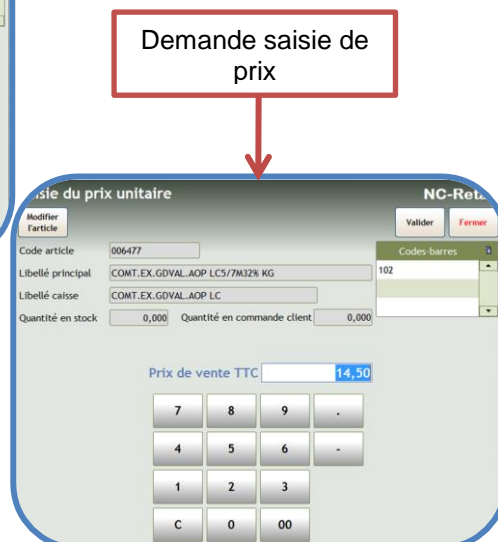 Demande saisie de
prix
sie du prix unitaire
NC-Reta
Modifier
l'article
Valider
Fermer
Code article 006477
Codes-barres
Libellé principal COMT.EX.GDVAL.AOP LC5/7M32% KG
102
Libellé caisse COMT.EX.GDVAL.AOP LC
Quantité en stock 0,000 Quantité en commande client 0,000
Prix de vente TTC 14,50
7 8 9 .
4 5 6 -
1 2 3
C 0 00